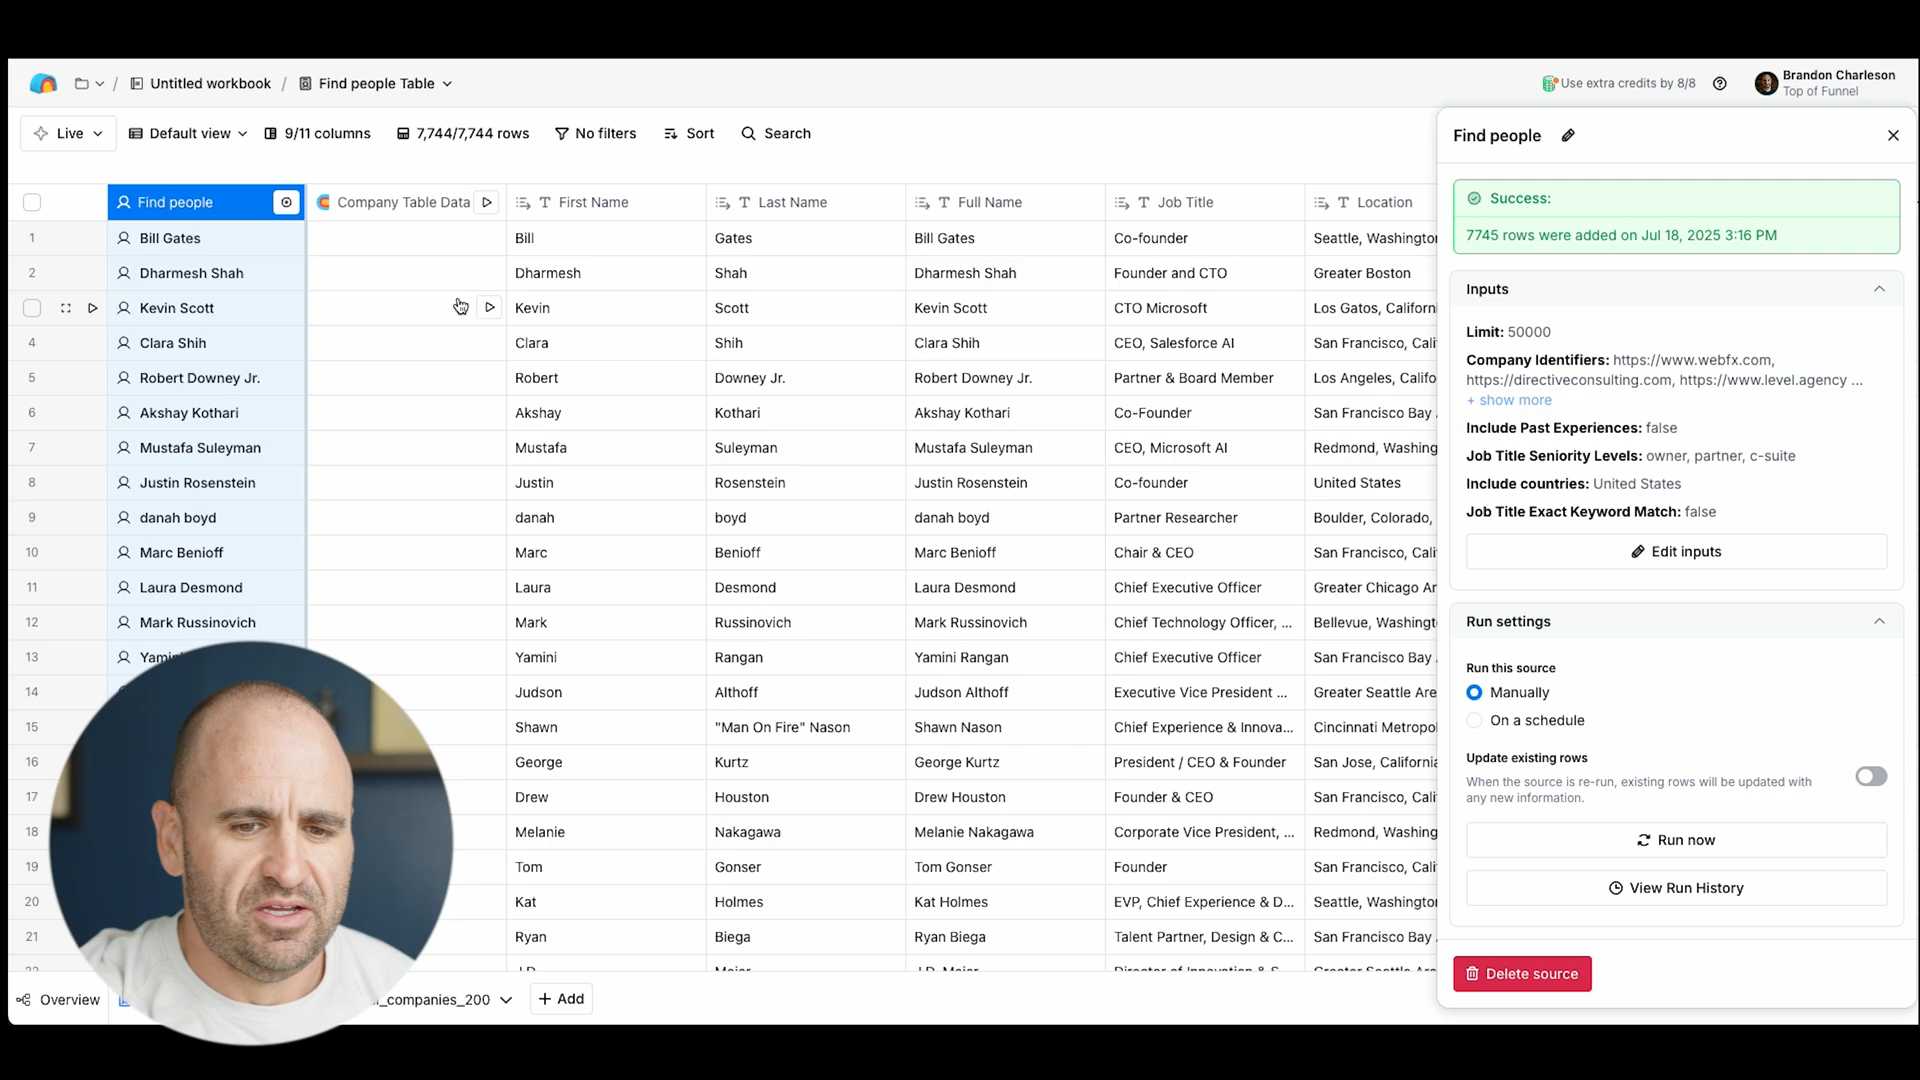 Untitled workbook / Find people Table
Use extra credits by 8/8
Brandon Charleson
Top of Funnel
Live
Default view
9/11 columns
7,744/7,744 rows
No filters
Sort
Search
Find people
Company Table Data
First Name
Last Name
Full Name
Job Title
Location
1 Bill Gates Bill Gates Bill Gates Co-founder Seattle, Washington
2 Dharmesh Shah Dharmesh Shah Dharmesh Shah Founder and CTO Greater Boston
Kevin Scott Kevin Scott Kevin Scott CTO Microsoft Los Gatos, Californ
4 Clara Shih Clara Shih Clara Shih CEO, Salesforce AI San Francisco, Cali
5 Robert Downey Jr. Robert Downey Jr. Robert Downey Jr. Partner & Board Member Los Angeles, Califo
6 Akshay Kothari Akshay Kothari Akshay Kothari Co-Founder San Francisco Bay
7 Mustafa Suleyman Mustafa Suleyman Mustafa Suleyman CEO, Microsoft AI Redmond, Washing
8 Justin Rosenstein Justin Rosenstein Justin Rosenstein Co-founder United States
9 danah boyd danah boyd danah boyd Partner Researcher Boulder, Colorado,
10 Marc Benioff Marc Benioff Marc Benioff Chair & CEO San Francisco, Cali
11 Laura Desmond Laura Desmond Laura Desmond Chief Executive Officer Greater Chicago Ar
12 Mark Russinovich Mark Russinovich Mark Russinovich Chief Technology Officer, ... Bellevue, Washingt
13 Yami Yamini Rangan Yamini Rangan Chief Executive Officer San Francisco Bay
14 Judson Althoff Judson Althoff Executive Vice President ... Greater Seattle Are
15 Shawn "Man On Fire" Nason Shawn Nason Chief Experience & Innova... Cincinnati Metropo
16 George Kurtz George Kurtz President / CEO & Founder San Jose, California
17 Drew Houston Drew Houston Founder & CEO San Francisco, Cali
18 Melanie Nakagawa Melanie Nakagawa Corporate Vice President, ... Redmond, Washing
19 Tom Gonser Tom Gonser Founder San Francisco, Cali
20 Kat Holmes Kat Holmes EVP, Chief Experience & D... Seattle, Washington
21 Ryan Biega Ryan Biega Talent Partner, Design & C... San Francisco Bay
Overview
_companies_200
+ Add
Find people
Success:
7745 rows were added on Jul 18, 2025 3:16 PM
Inputs
Limit: 50000
Company Identifiers: https://www.webfx.com,
https://directiveconsulting.com, https://www.level.agency ...
+ show more
Include Past Experiences: false
Job Title Seniority Levels: owner, partner, c-suite
Include countries: United States
Job Title Exact Keyword Match: false
Edit inputs
Run settings
Run this source
Manually
On a schedule
Update existing rows
When the source is re-run, existing rows will be updated with
any new information.
Run now
View Run History
Delete source